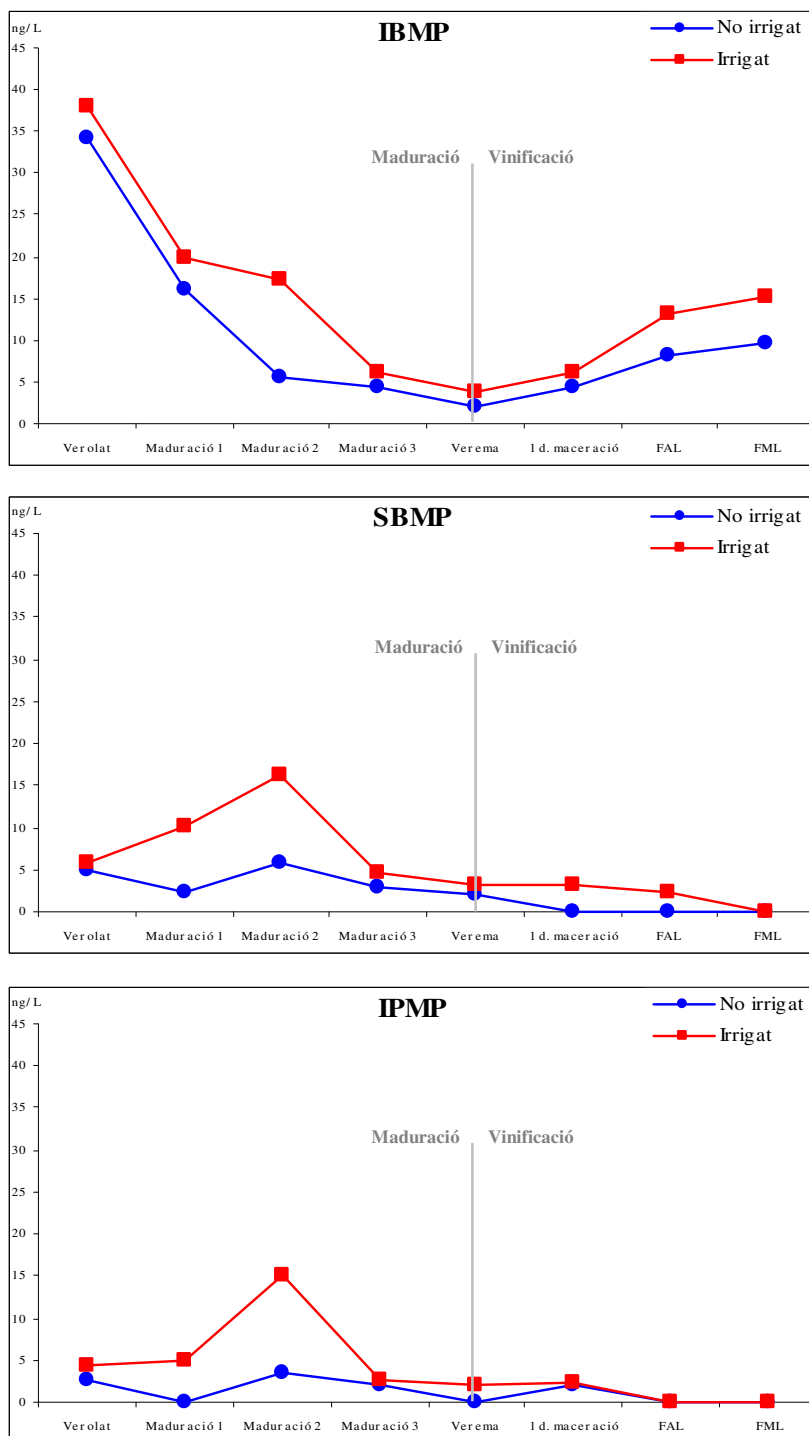 ng/L
IBMP
No irrigat
Irrigat
45
40
35
30
25
20
15
10
5
0
Maduració
Vinificació
Verolat
Maduració 1
Maduració 2
Maduració 3
Verema
1d. maceració
FAL
FML
ng/L
SBMP
No irrigat
Irrigat
45
40
35
30
25
20
15
10
5
0
Maduració
Vinificació
Verolat
Maduració 1
Maduració 2
Maduració 3
Verema
1d. maceració
FAL
FML
ng/L
IPMP
No irrigat
Irrigat
45
40
35
30
25
20
15
10
5
0
Maduració
Vinificació
Verolat
Maduració 1
Maduració 2
Maduració 3
Verema
1d. maceració
FAL
FML